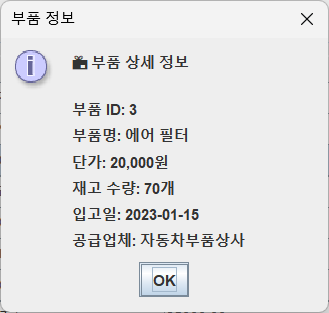 부품 정보
부품 상세 정보
부품 ID: 3
부품명: 에어 필터
단가: 20,000원
재고 수량: 70개
입고일: 2023-01-15
공급업체: 자동차부품상사
OK